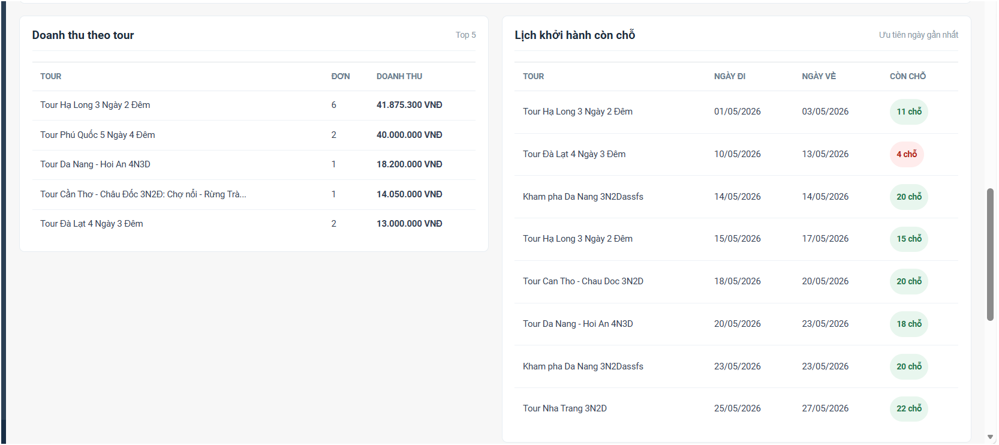 Doanh thu theo tour
Top 5
TOUR ĐƠN DOANH THU
Tour Hạ Long 3 Ngày 2 Đêm 6 41.875.300 VNĐ
Tour Phú Quốc 5 Ngày 4 Đêm 2 40.000.000 VNĐ
Tour Da Nang - Hoi An 4N3D 1 18.200.000 VNĐ
Tour Cần Thơ - Châu Đốc 3N2Đ: Chợ nổi - Rừng Trà... 1 14.050.000 VNĐ
Tour Đà Lạt 4 Ngày 3 Đêm 2 13.000.000 VNĐ
Lịch khởi hành còn chỗ
Ưu tiên ngày gần nhất
TOUR NGÀY ĐI NGÀY VỀ CÒN CHỖ
Tour Hạ Long 3 Ngày 2 Đêm 01/05/2026 03/05/2026 11 chỗ
Tour Đà Lạt 4 Ngày 3 Đêm 10/05/2026 13/05/2026 4 chỗ
Kham pha Da Nang 3N2Dassfs 14/05/2026 14/05/2026 20 chỗ
Tour Hạ Long 3 Ngày 2 Đêm 15/05/2026 17/05/2026 15 chỗ
Tour Can Tho - Chau Doc 3N2D 18/05/2026 20/05/2026 20 chỗ
Tour Da Nang - Hoi An 4N3D 20/05/2026 23/05/2026 18 chỗ
Kham pha Da Nang 3N2Dassfs 23/05/2026 23/05/2026 20 chỗ
Tour Nha Trang 3N2D 25/05/2026 27/05/2026 22 chỗ